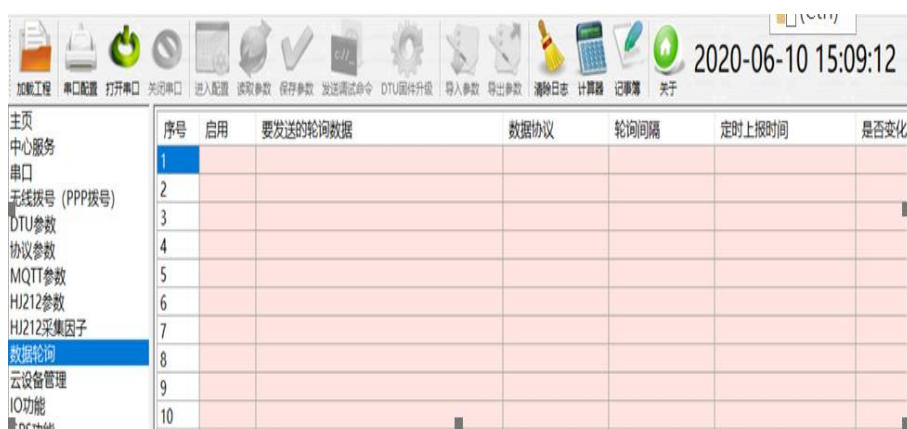 (Ctrl)
2020-06-10 15:09:12
加载工程 串口配置 打开串口 关闭串口 进入配置 读取参数 保存参数 发送调试命令 DTU固件升级 导入参数 导出参数 清除日志 计算器 记事簿 关于
主页
中心服务
串口
无线拨号 (PPP拨号)
DTU参数
协议参数
MQTT参数
HJ212参数
HJ212采集因子
数据轮询
云设备管理
IO功能
序号 启用 要发送的轮询数据 数据协议 轮询间隔 定时上报时间 是否变化
1
2
3
4
5
6
7
8
9
10